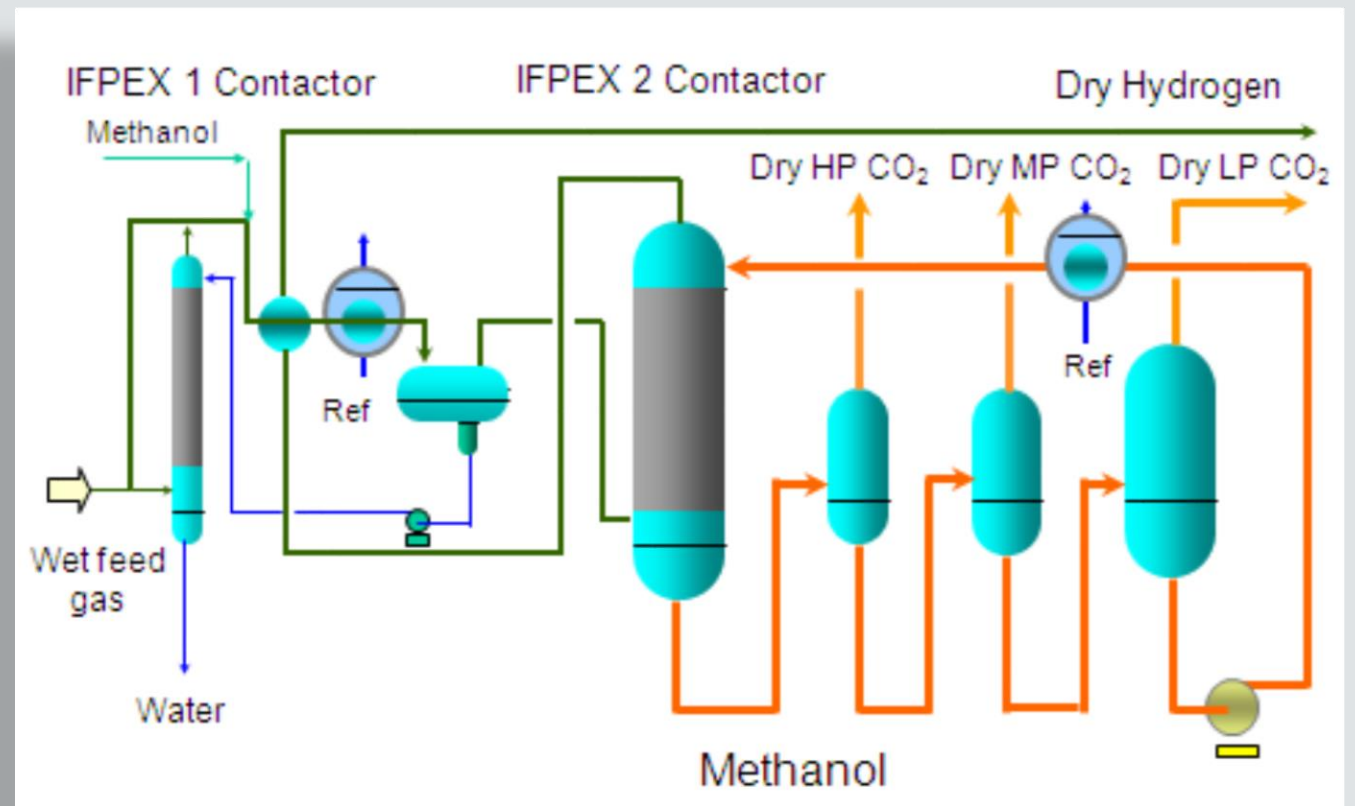 IFPEX 1 Contactor
IFPEX 2 Contactor
Dry Hydrogen
Methanol
Dry HP CO₂
Dry MP CO₂
Dry LP CO₂
Ref
Ref
Wet feed
gas
Water
Methanol